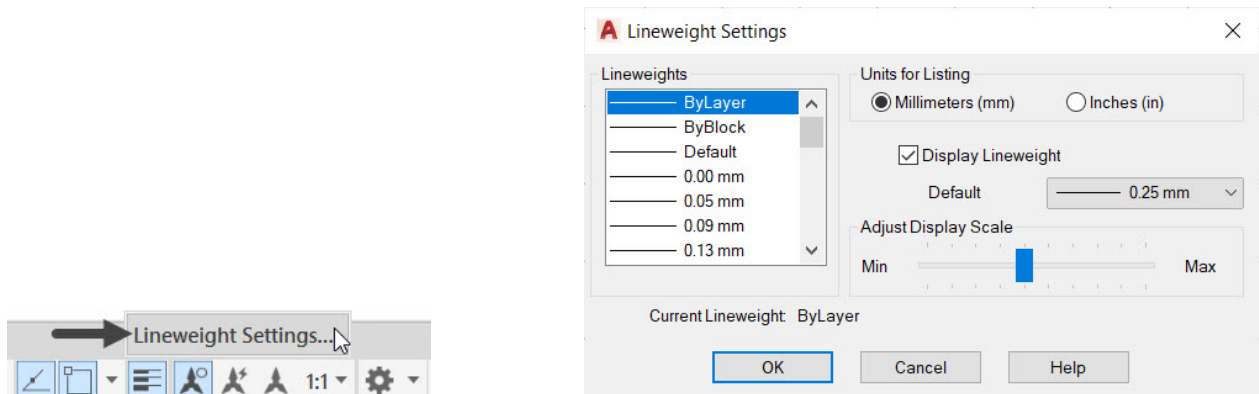 Lineweight Settings...
1:1
A Lineweight Settings
Lineweights
ByLayer
ByBlock
Default
0.00 mm
0.05 mm
0.09 mm
0.13 mm
Units for Listing
Millimeters (mm) Inches (in)
Display Lineweight
Default 0.25 mm
Adjust Display Scale
Min Max
Current Lineweight: ByLayer
OK Cancel Help